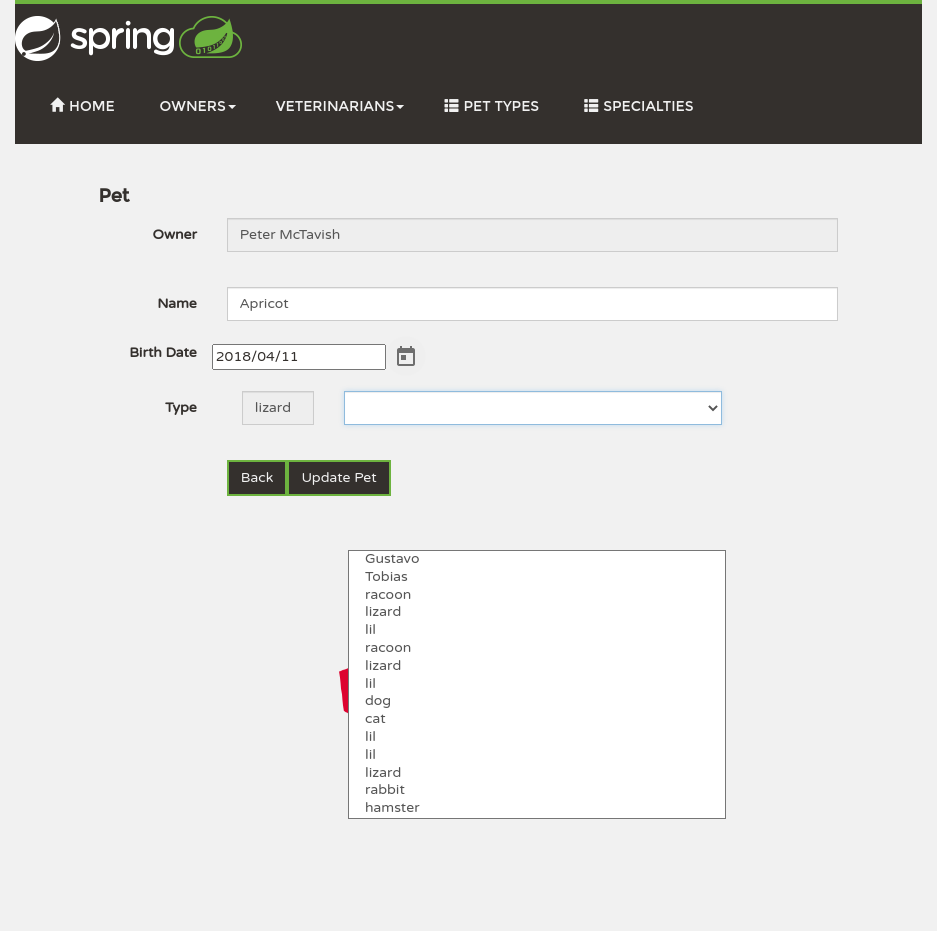 spring
HOME OWNERS VETERINARIANS PET TYPES SPECIALTIES
Pet
Owner Peter McTavish
Name Apricot
Birth Date 2018/04/11
Type lizard
Back Update Pet
Gustavo
Tobias
racoon
lizard
lil
racoon
lizard
lil
dog
cat
lil
lil
lizard
rabbit
hamster